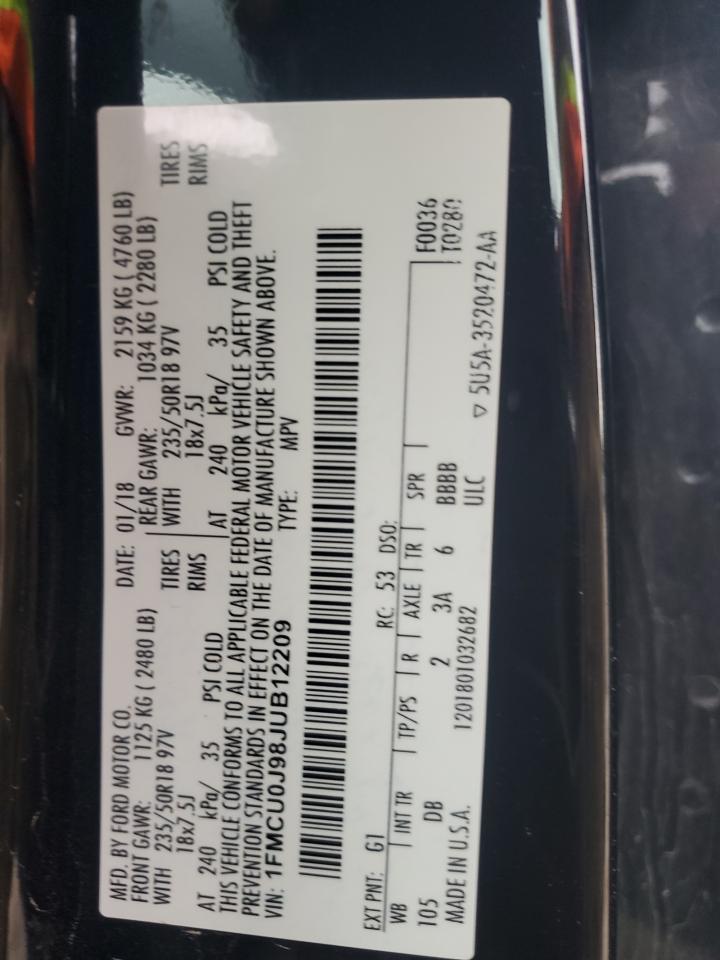 MFD. BY FORD MOTOR CO. DATE: 01/18 GVWR: 2159 KG ( 4760 LB)
FRONT GAWR: 1125 KG ( 2480 LB) REAR GAWR: 1034 KG ( 2280 LB)
WITH 235/50R18 97V TIRES WITH 235/50R18 97V TIRES
18x7.5J RIMS 18x7.5J RIMS
AT 240 kPa/ 35 PSI COLD AT 240 kPa/ 35 PSI COLD
THIS VEHICLE CONFORMS TO ALL APPLICABLE FEDERAL MOTOR VEHICLE SAFETY AND THEFT
PREVENTION STANDARDS IN EFFECT ON THE DATE OF MANUFACTURE SHOWN ABOVE.
VIN: 1FMCU0J98JUB12209 TYPE: MPV
EXT PNT: G1 RC: 53 DSO: F0036
WB INT TR TP/PS R AXLE TR SPR T0280
105 DB 2 3A 6 BBBB
MADE IN U.S.A. 1201801032682 ULC
▽ 5U5A-3520472-AA